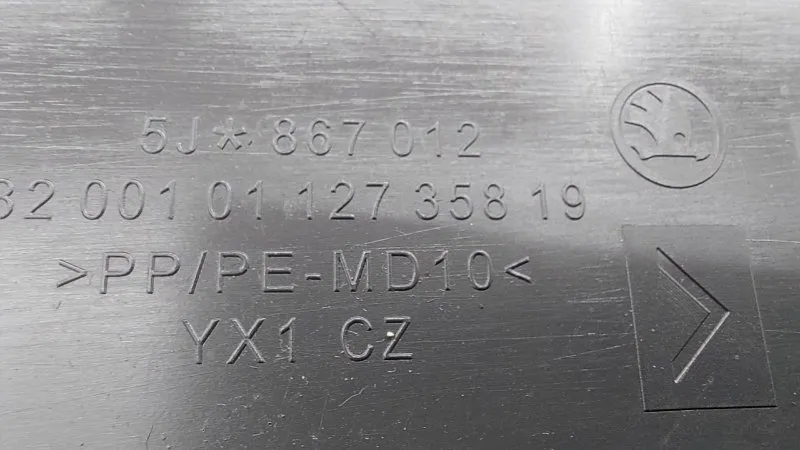 5J* 867 012
32 001 01 127 358 19
>PP/PE-MD10<
YX1 CZ